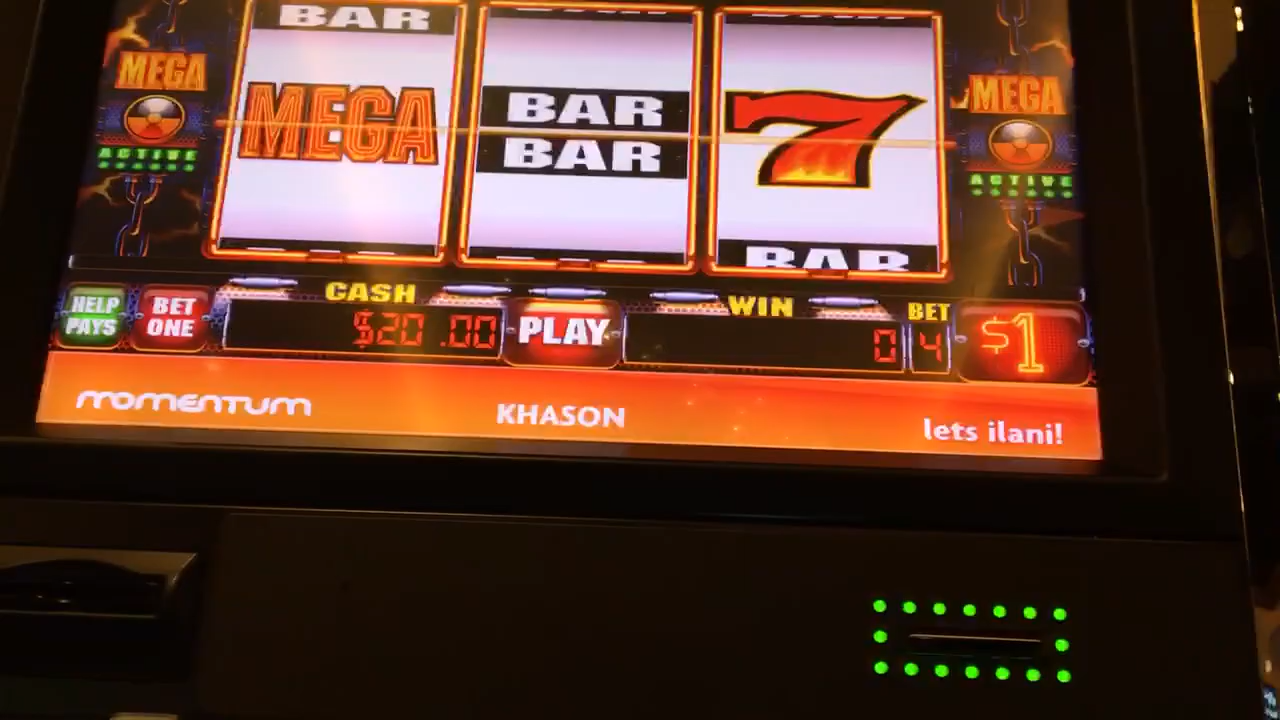 BAR
MEGA
ACTIVE
MEGA
BAR
BAR
7
BAR
MEGA
ACTIVE
HELP
PAYS
BET
ONE
CASH
$20.00
PLAY
WIN
0
BET
4
$1
momentum
KHASON
lets ilani!